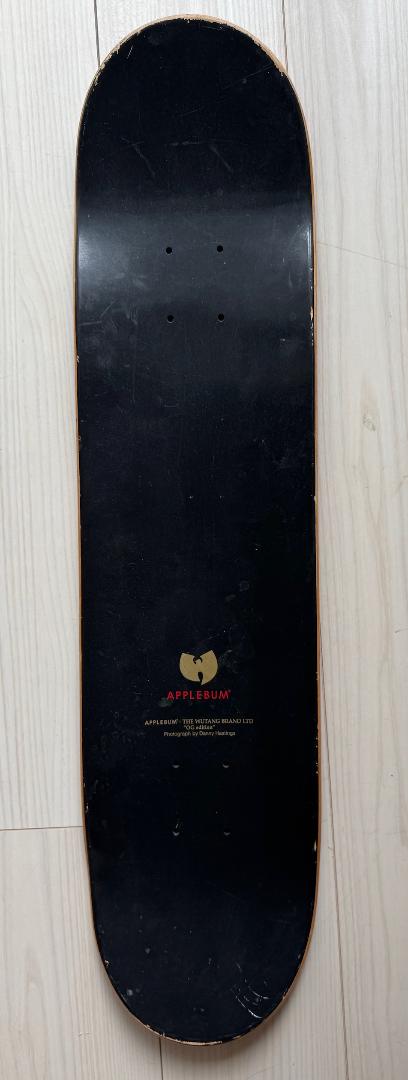 APPLEBUM®
APPLEBUM® - THE WUTANG BRAND LTD
"OG edition"
Photograph by Danny Hastings